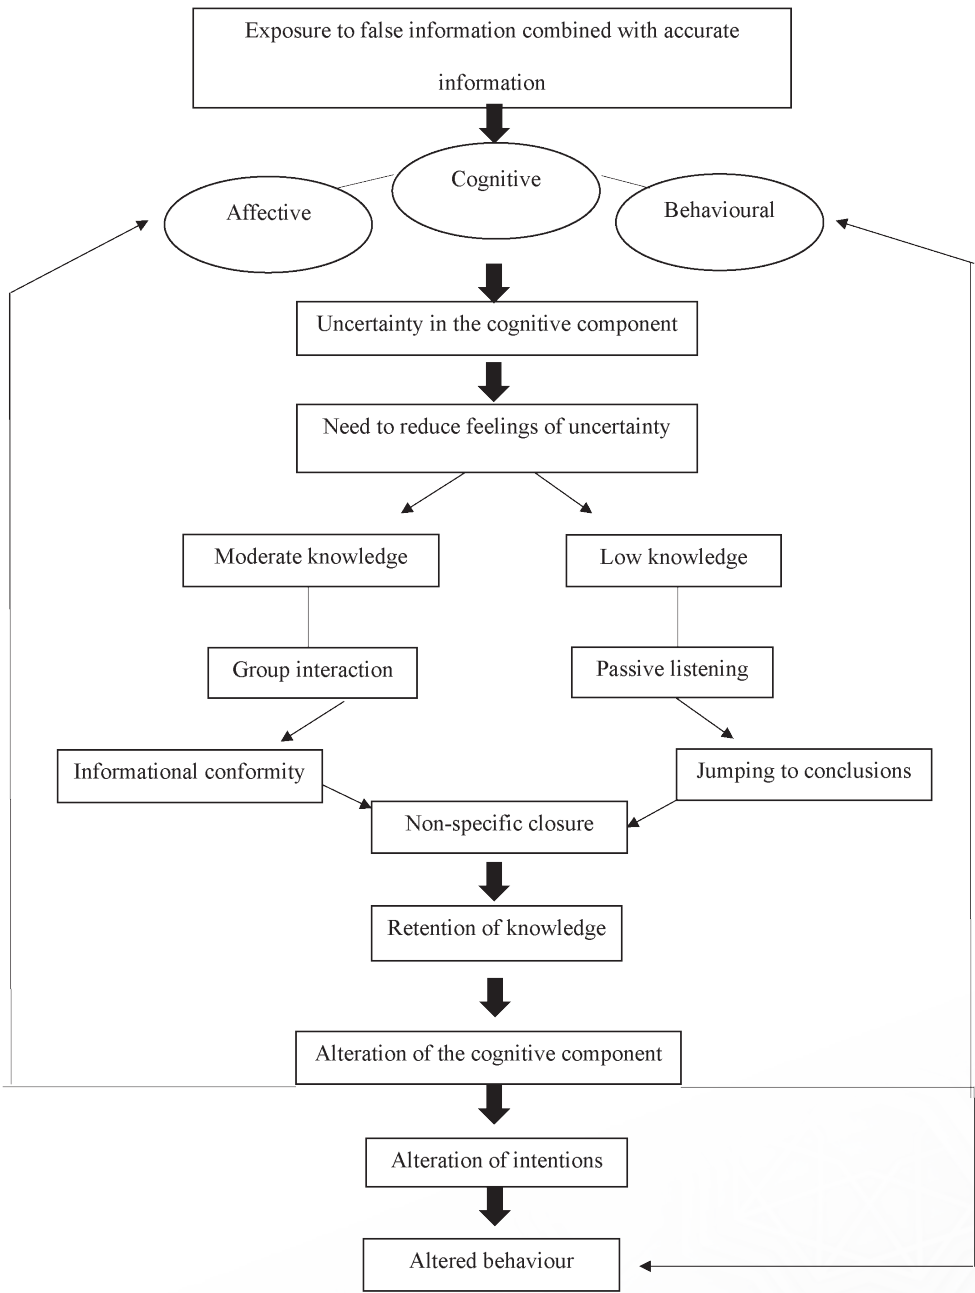 Exposure to false information combined with accurate
information
Cognitive
Affective
Behavioural
Uncertainty in the cognitive component
Need to reduce feelings of uncertainty
Moderate knowledge
Low knowledge
Group interaction
Passive listening
Informational conformity
Jumping to conclusions
Non-specific closure
Retention of knowledge
Alteration of the cognitive component
Alteration of intentions
Altered behaviour